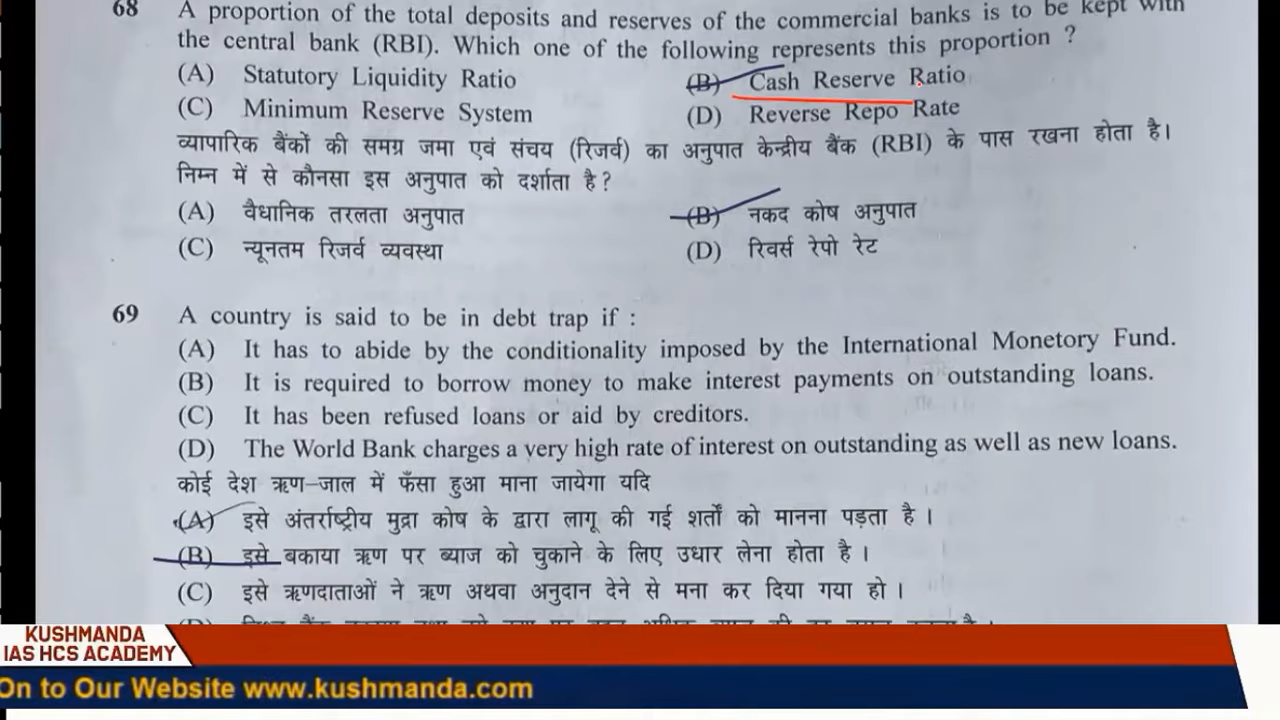 68 A proportion of the total deposits and reserves of the commercial banks is to be kept with
the central bank (RBI). Which one of the following represents this proportion ?
(A) Statutory Liquidity Ratio (B) Cash Reserve Ratio
(C) Minimum Reserve System (D) Reverse Repo Rate
व्यापारिक बैंकों की समग्र जमा एवं संचय (रिजर्व) का अनुपात केन्द्रीय बैंक (RBI) के पास रखना होता है।
निम्न में से कौनसा इस अनुपात को दर्शाता है ?
(A) वैधानिक तरलता अनुपात (B) नकद कोष अनुपात
(C) न्यूनतम रिजर्व व्यवस्था (D) रिवर्स रेपो रेट
69 A country is said to be in debt trap if :
(A) It has to abide by the conditionality imposed by the International Monetary Fund.
(B) It is required to borrow money to make interest payments on outstanding loans.
(C) It has been refused loans or aid by creditors.
(D) The World Bank charges a very high rate of interest on outstanding as well as new loans.
कोई देश ऋण-जाल में फँसा हुआ माना जायेगा यदि
(A) इसे अंतर्राष्ट्रीय मुद्रा कोष के द्वारा लागू की गई शर्तों को मानना पड़ता है ।
(B) इसे बकाया ऋण पर ब्याज को चुकाने के लिए उधार लेना होता है ।
(C) इसे ऋणदाताओं ने ऋण अथवा अनुदान देने से मना कर दिया गया हो ।
KUSHMANDA
IAS HCS ACADEMY
On to Our Website www.kushmanda.com